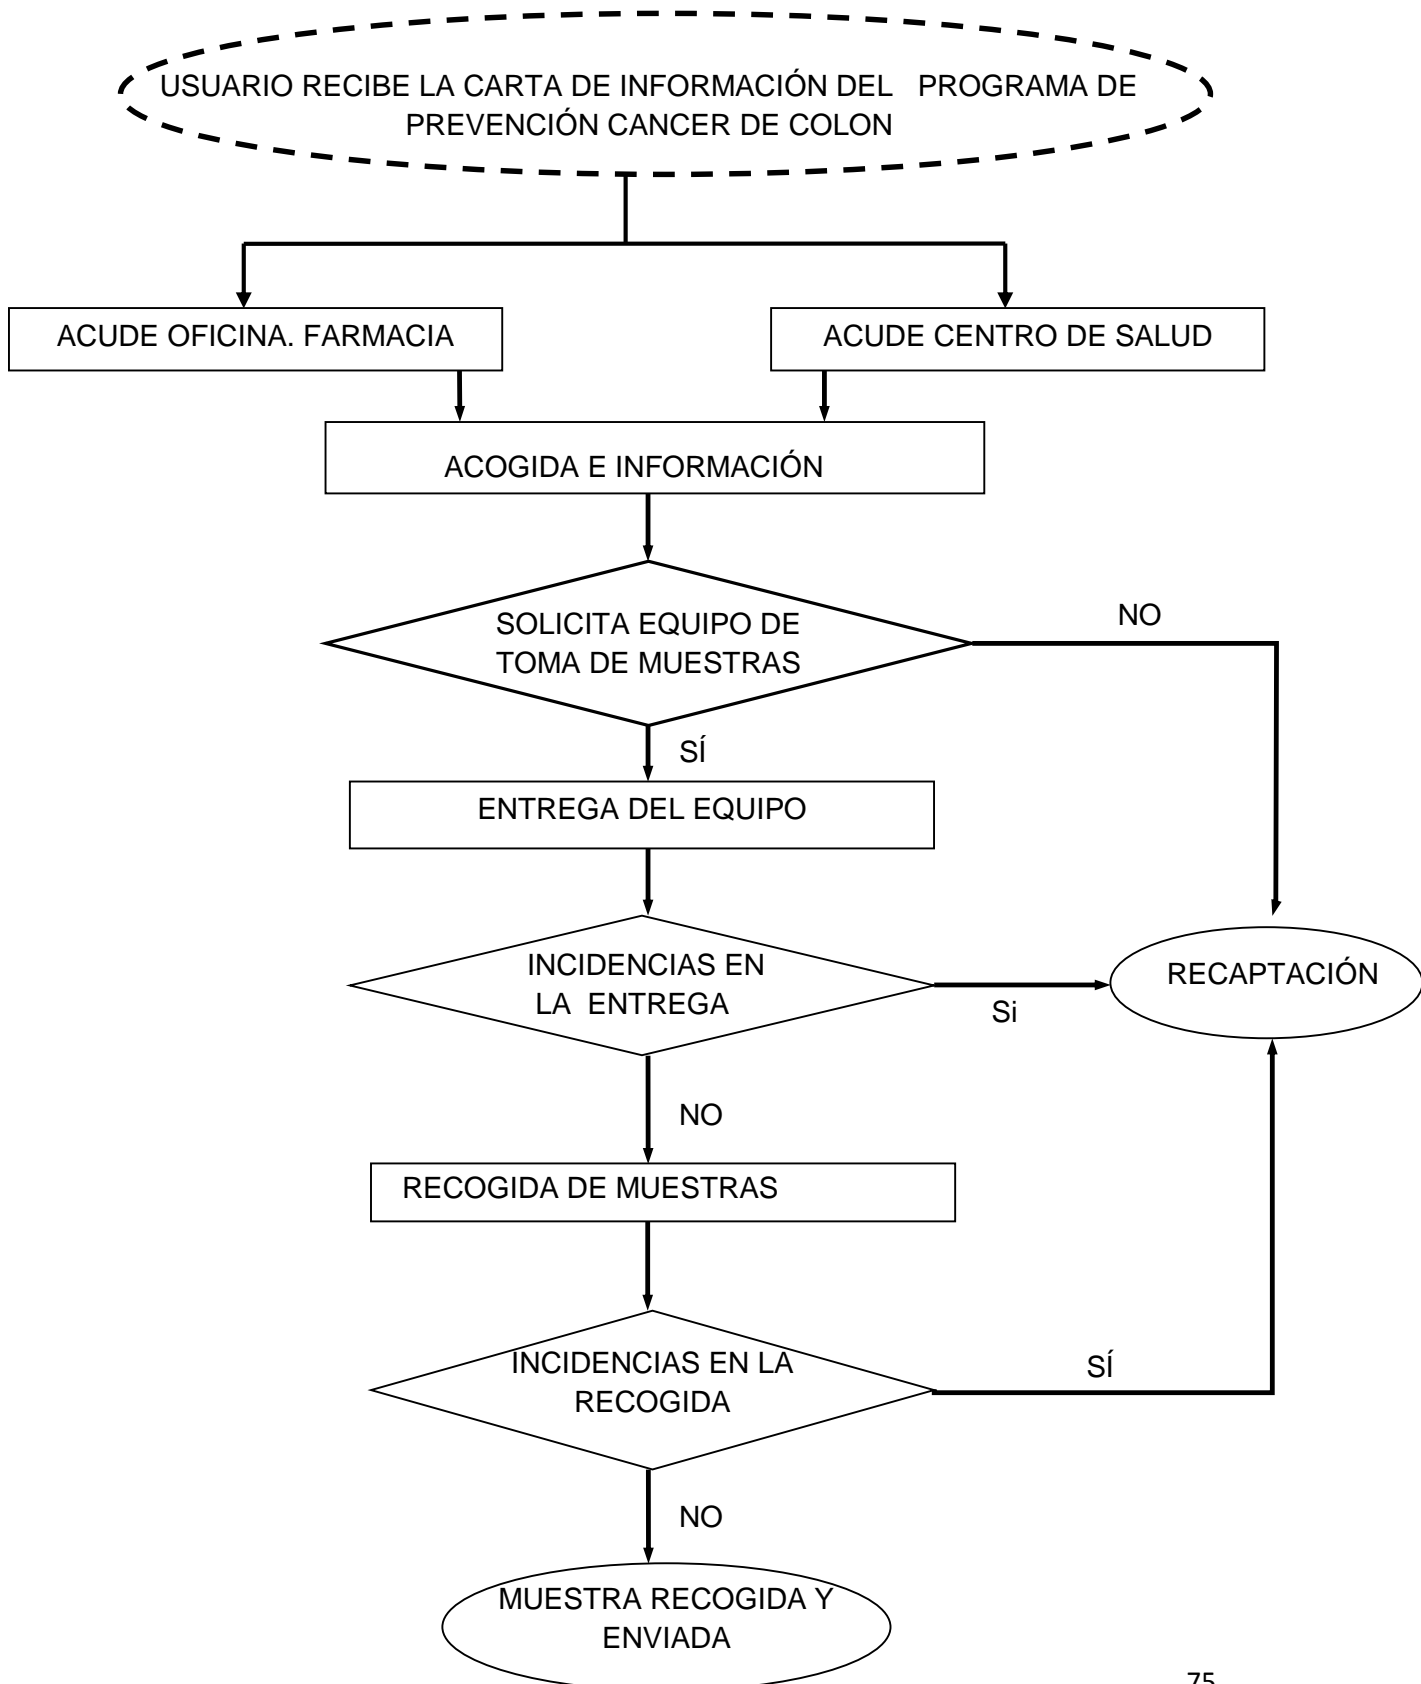 USUARIO RECIBE LA CARTA DE INFORMACIÓN DEL PROGRAMA DE
PREVENCIÓN CANCER DE COLON
ACUDE OFICINA. FARMACIA
ACUDE CENTRO DE SALUD
ACOGIDA E INFORMACIÓN
SOLICITA EQUIPO DE
TOMA DE MUESTRAS
NO
SÍ
ENTREGA DEL EQUIPO
INCIDENCIAS EN
LA ENTREGA
Si
RECAPTACIÓN
NO
RECOGIDA DE MUESTRAS
INCIDENCIAS EN LA
RECOGIDA
SÍ
NO
MUESTRA RECOGIDA Y
ENVIADA
75